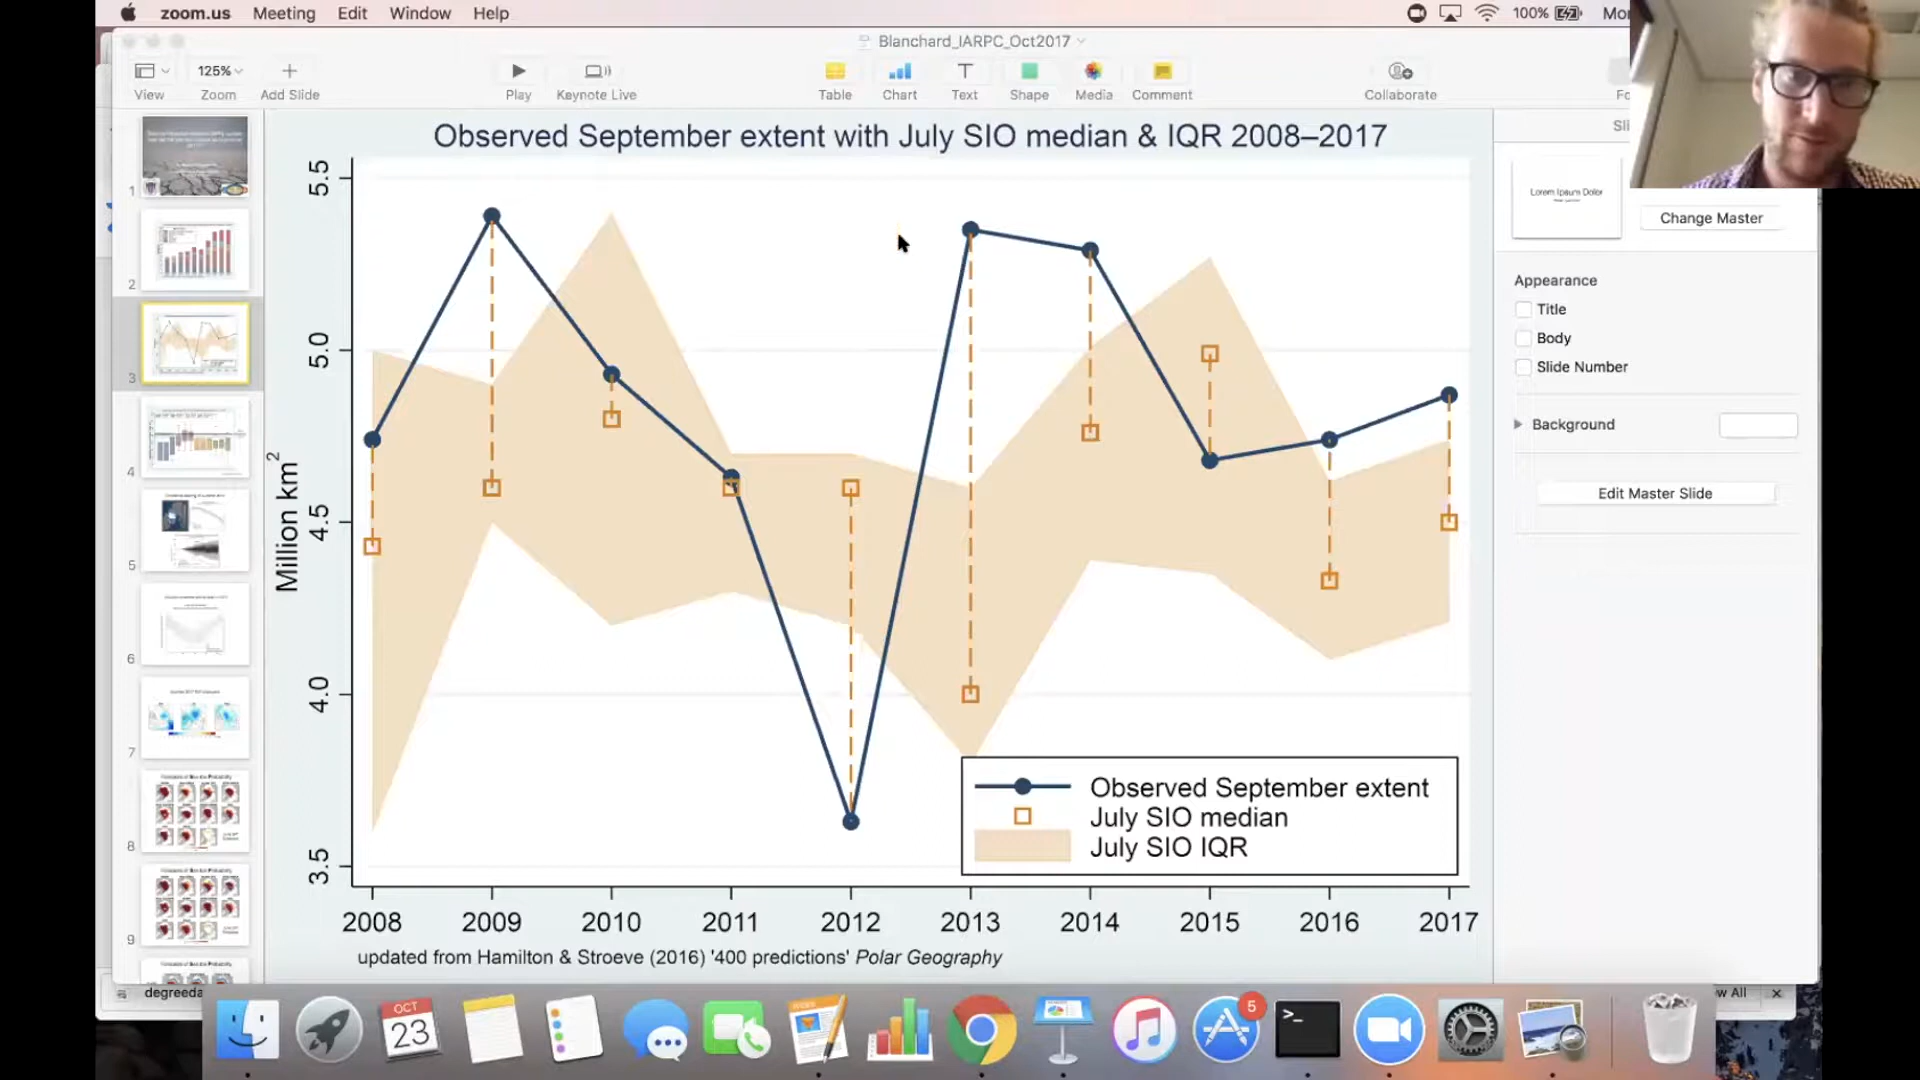 zoom.us Meeting Edit Window Help 100%
Blanchard_IARPC_Oct2017
125%
View Zoom Add Slide Play Keynote Live Table Chart Text Shape Media Comment Collaborate
Observed September extent with July SIO median & IQR 2008–2017
5.5
5.0
4.5
4.0
3.5
Million km2
2008 2009 2010 2011 2012 2013 2014 2015 2016 2017
Observed September extent
July SIO median
July SIO IQR
updated from Hamilton & Stroeve (2016) '400 predictions' Polar Geography
1
2
3
4
5
6
7
8
9
Lorem Ipsum Dolor
Change Master
Appearance
Title
Body
Slide Number
Background
Edit Master Slide
degreeda
w All
OCT
23
5
>_